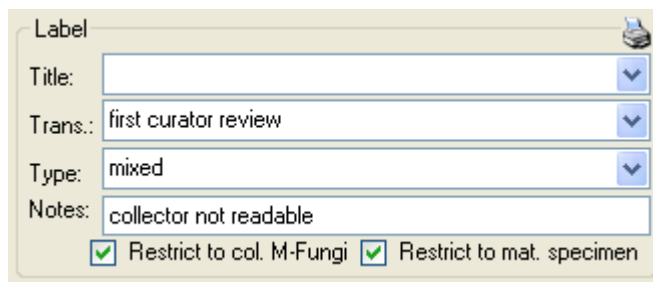 Label
Title:
Trans.: first curator review
Type: mixed
Notes: collector not readable
Restrict to col. M-Fungi Restrict to mat. specimen